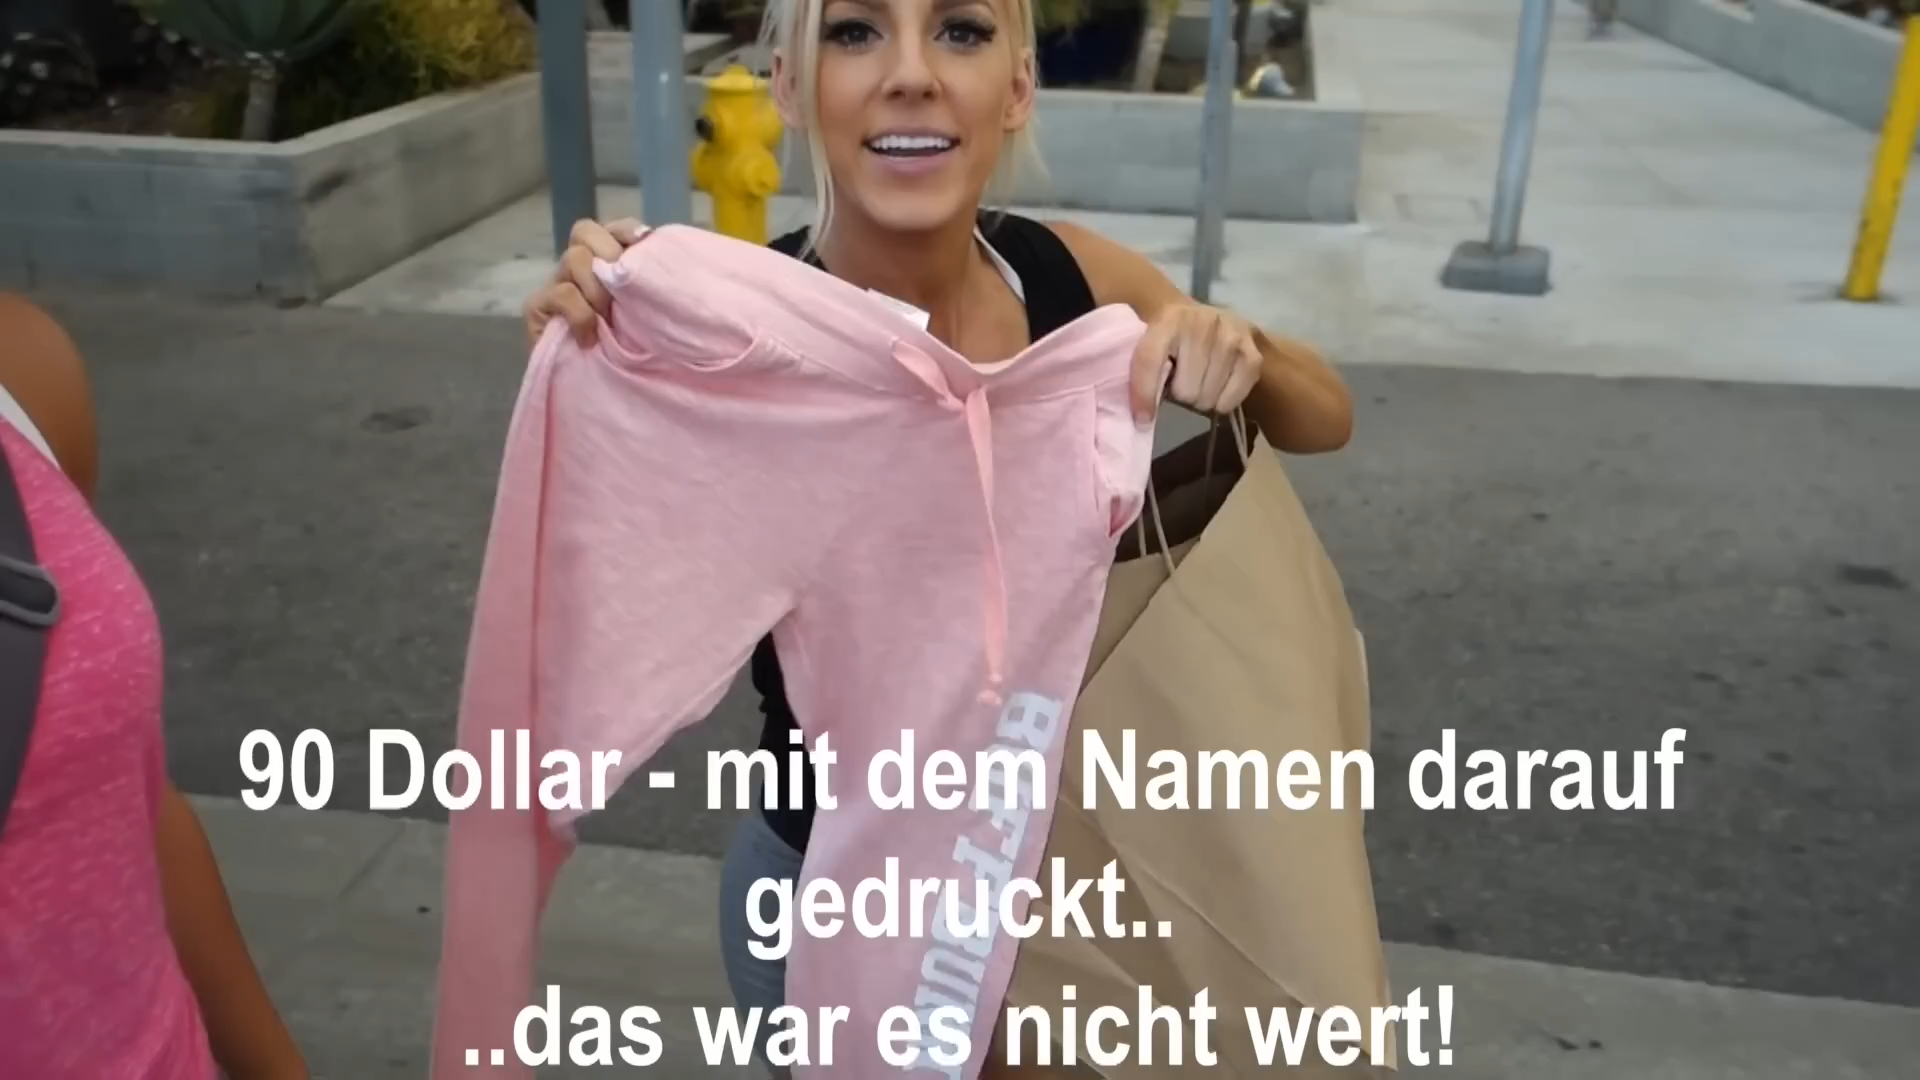 90 Dollar - mit dem Namen darauf
gedruckt..
..das war es nicht wert!